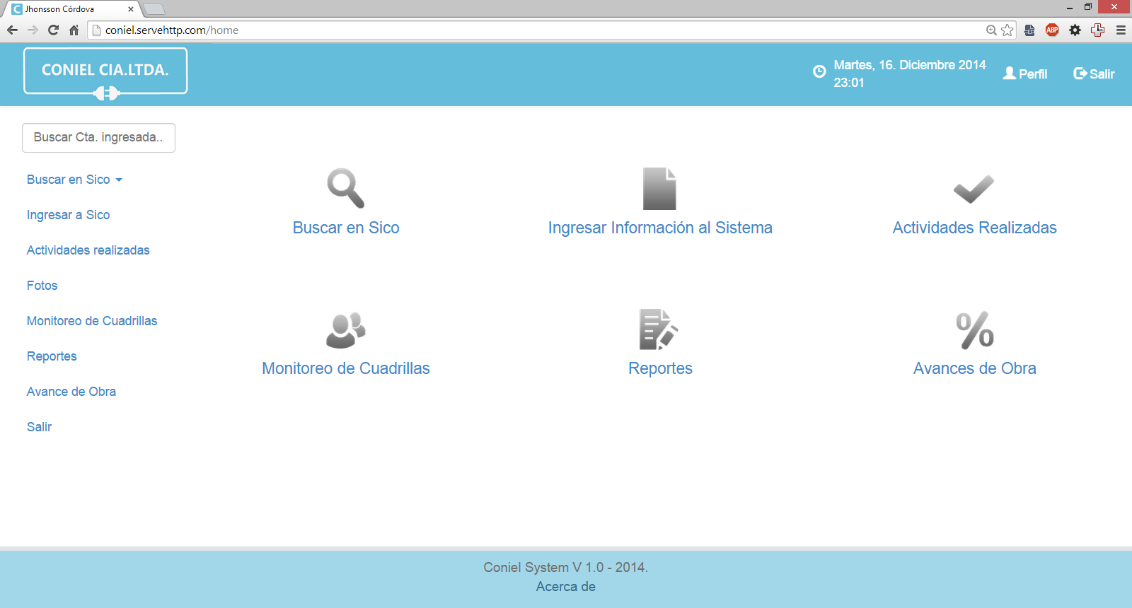 Jhonsson Córdova
coniel.servehttp.com/home
ABP
CONIEL CIA.LTDA.
Martes, 16. Diciembre 2014
23:01
Perfil
Salir
Buscar Cta. Ingresada..
Buscar en Sico
Ingresar a Sico
Actividades realizadas
Fotos
Monitoreo de Cuadrillas
Reportes
Avance de Obra
Salir
Buscar en Sico
Ingresar Información al Sistema
Actividades Realizadas
Monitoreo de Cuadrillas
Reportes
Avances de Obra
Coniel System V 1.0 - 2014.
Acerca de